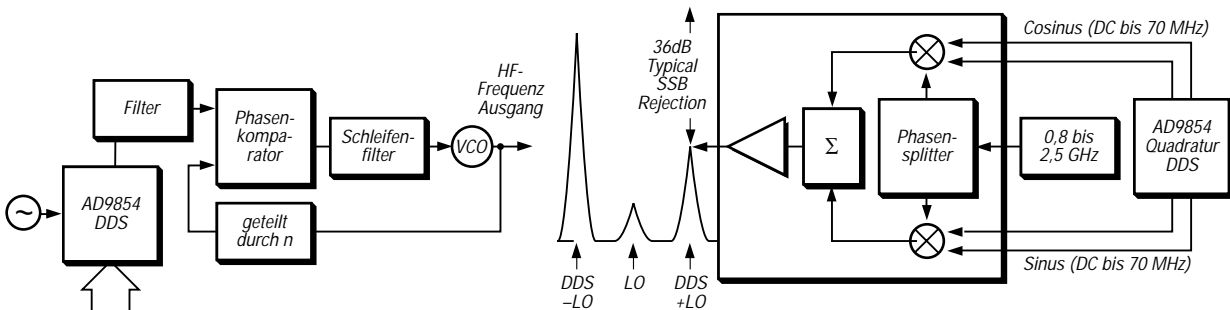 Filter
Phasen-
kompa-
rator
Schleifen-
filter
VCO
HF-
Frequenz
Ausgang
~
AD9854
DDS
geteilt
durch n
36dB
Typical
SSB
Rejection
DDS
–LO
LO
DDS
+LO
Σ
Phasen-
splitter
0,8 bis
2,5 GHz
AD9854
Quadratur
DDS
Cosinus (DC bis 70 MHz)
Sinus (DC bis 70 MHz)